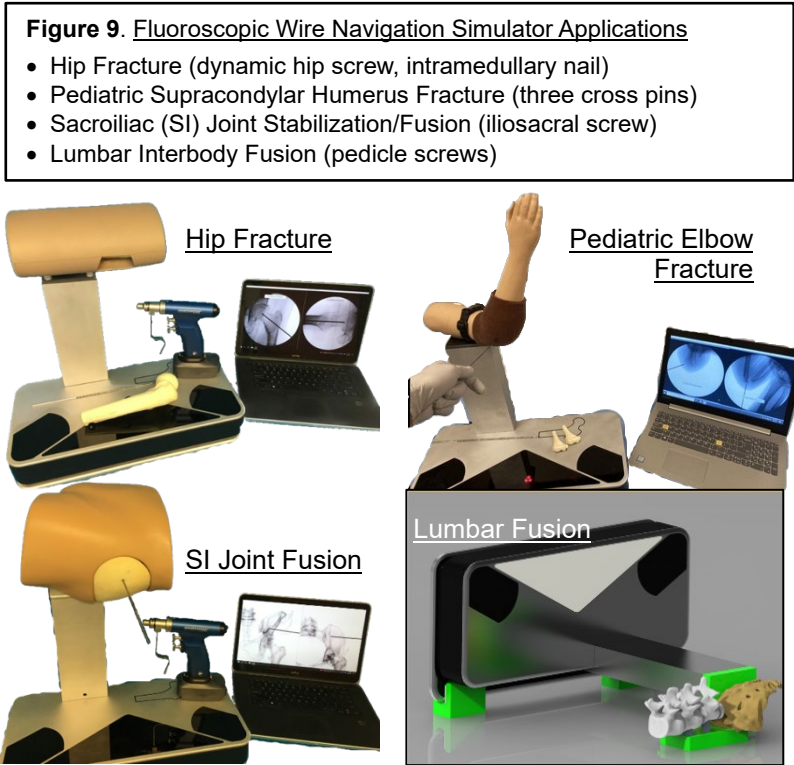 Figure 9. Fluoroscopic Wire Navigation Simulator Applications
• Hip Fracture (dynamic hip screw, intramedullary nail)
• Pediatric Supracondylar Humerus Fracture (three cross pins)
• Sacroiliac (SI) Joint Stabilization/Fusion (iliosacral screw)
• Lumbar Interbody Fusion (pedicle screws)
Hip Fracture
Pediatric Elbow
Fracture
SI Joint Fusion
Lumbar Fusion